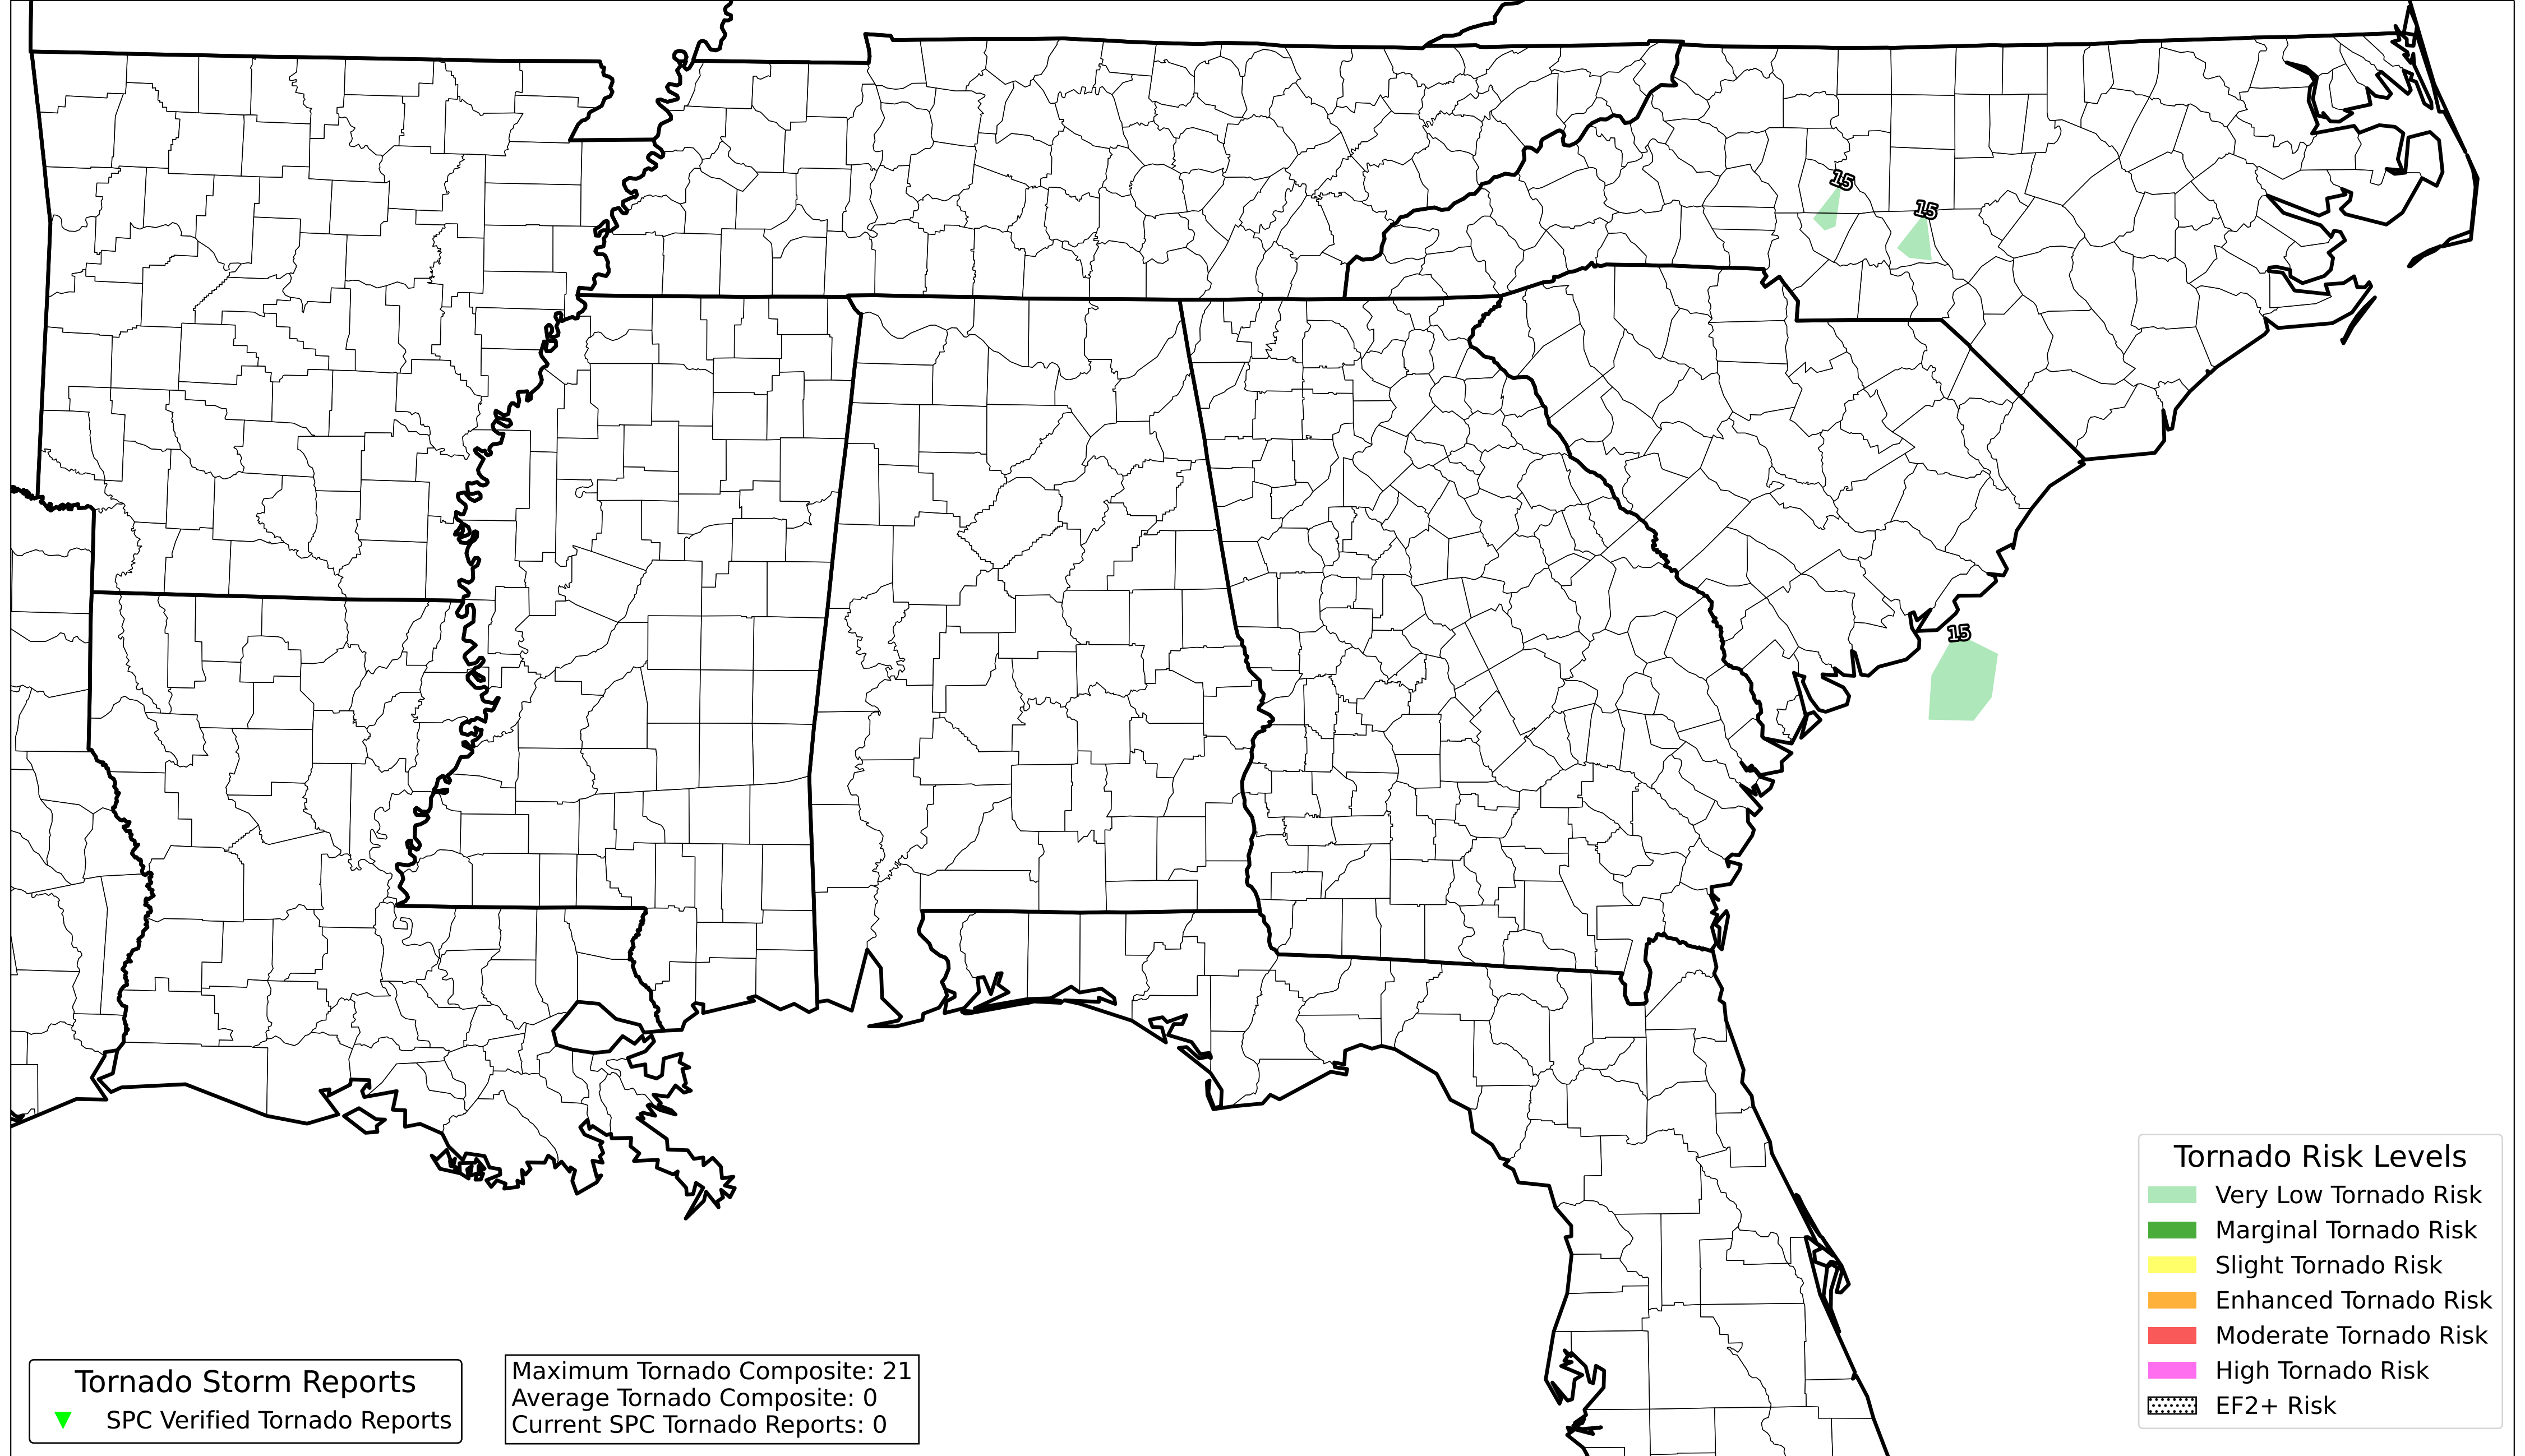 15
15
15
Tornado Risk Levels
Very Low Tornado Risk
Marginal Tornado Risk
Slight Tornado Risk
Enhanced Tornado Risk
Moderate Tornado Risk
High Tornado Risk
EF2+ Risk
Tornado Storm Reports
SPC Verified Tornado Reports
Maximum Tornado Composite: 21
Average Tornado Composite: 0
Current SPC Tornado Reports: 0